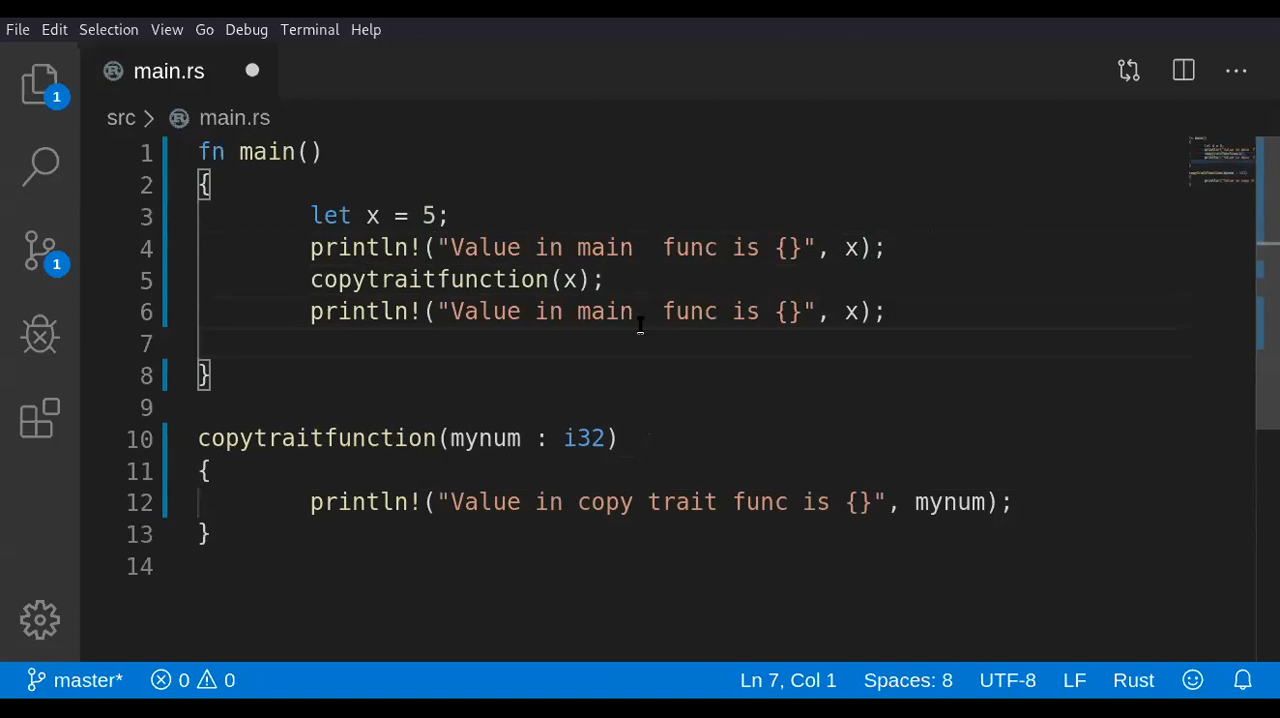 File Edit Selection View Go Debug Terminal Help
1 main.rs
src > main.rs
1 fn main()
2 {
3 let x = 5;
4 println!("Value in main  func is {}", x);
5 copytraitfunction(x);
6 println!("Value in main  func is {}", x);
7
8 }
9
10 copytraitfunction(mynum : i32)
11 {
12 println!("Value in copy trait func is {}", mynum);
13 }
14
1
master* 0 0 Ln 7, Col 1 Spaces: 8 UTF-8 LF Rust